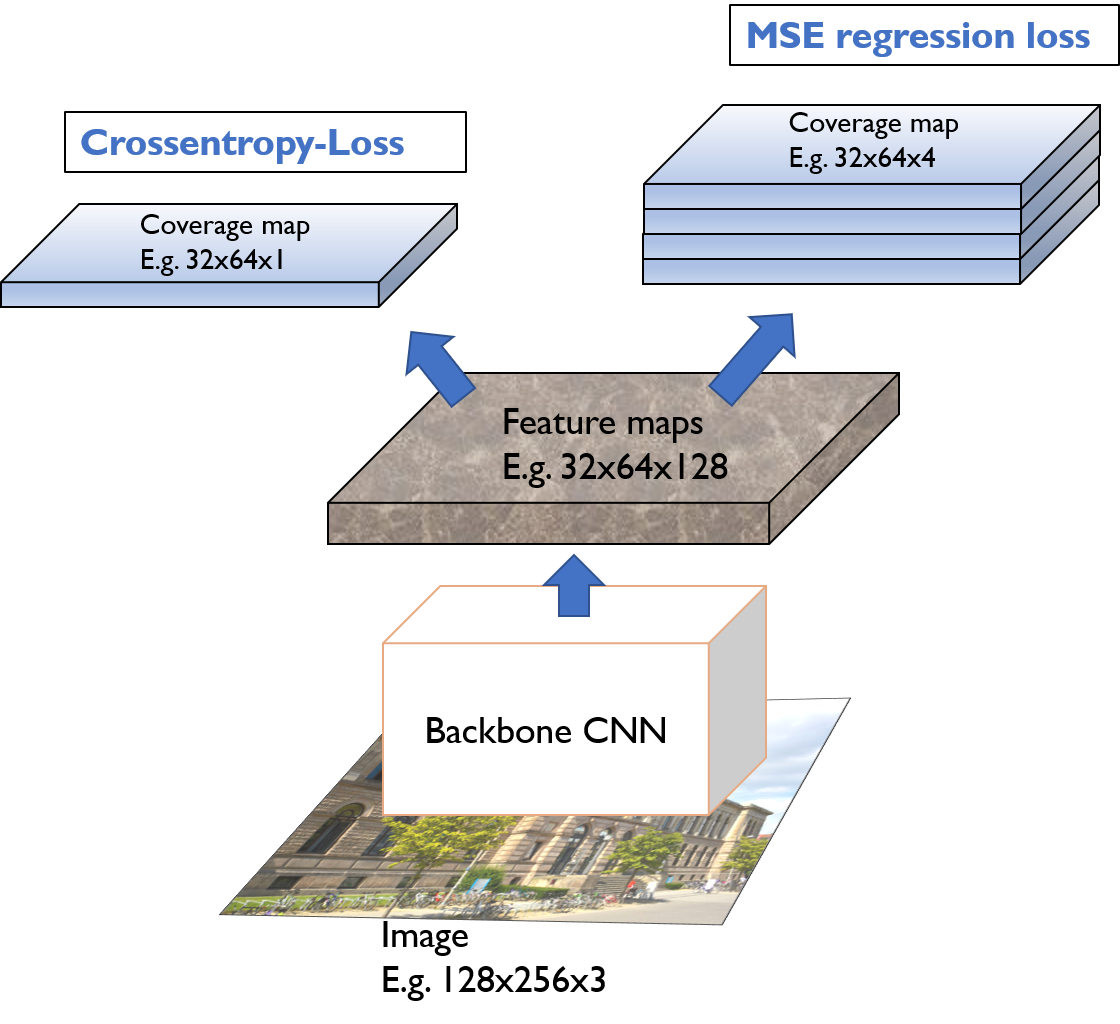 MSE regression loss
Crossentropy-Loss
Coverage map
E.g. 32x64x4
Coverage map
E.g. 32x64x1
Feature maps
E.g. 32x64x128
Backbone CNN
Image
E.g. 128x256x3